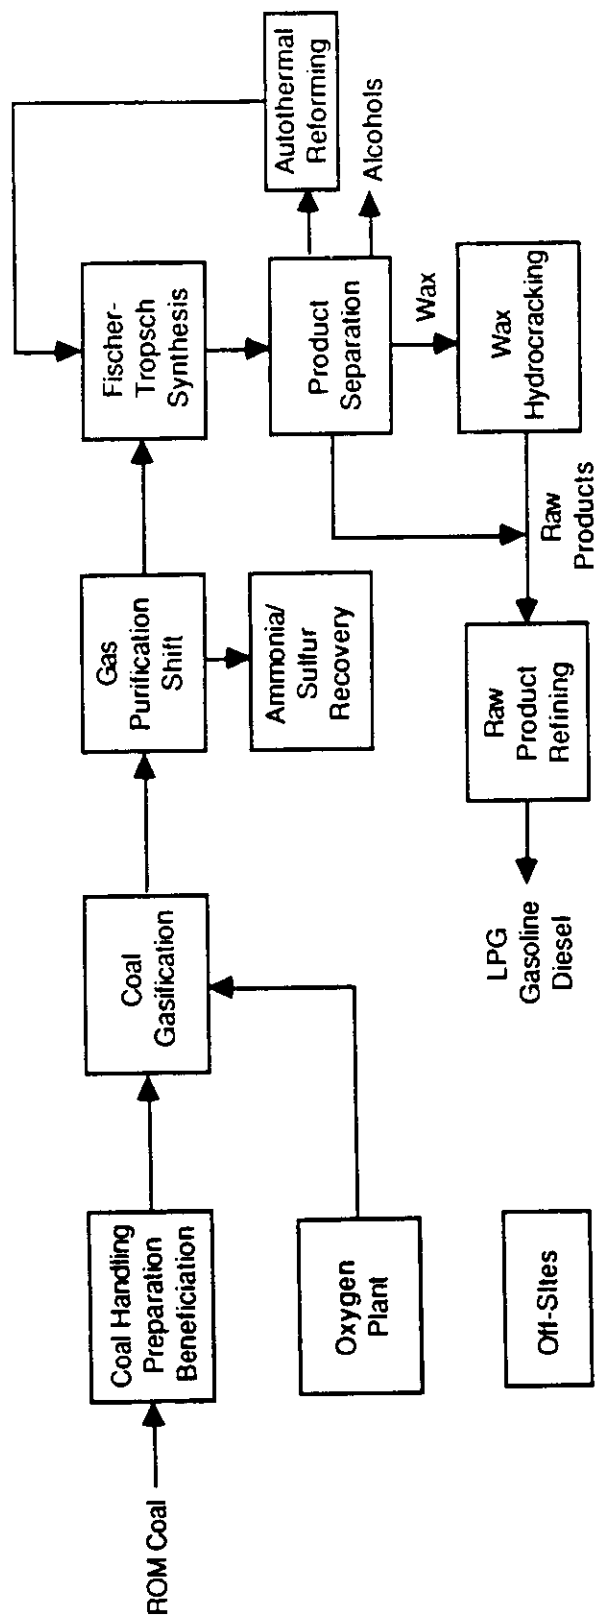 ROM Coal
Coal Handling
Preparation
Beneficiation
Coal
Gasification
Gas
Purification
Shift
Fischer-
Tropsch
Synthesis
Autothermal
Reforming
Oxygen
Plant
Ammonia/
Sulfur
Recovery
Product
Separation
Alcohols
Wax
Off-Sites
LPG
Gasoline
Diesel
Raw
Product
Refining
Raw
Products
Wax
Hydrocracking